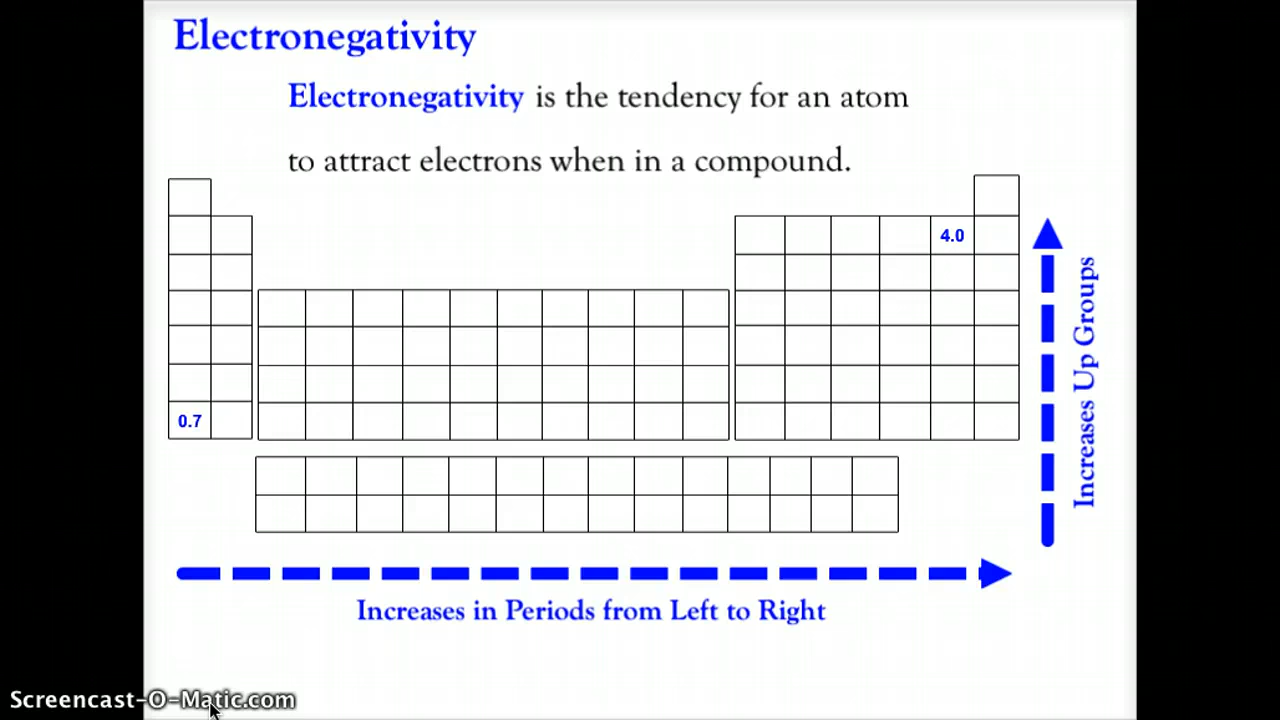 Electronegativity
Electronegativity is the tendency for an atom
to attract electrons when in a compound.
4.0
0.7
Increases Up Groups
Increases in Periods from Left to Right
Screencast-O-Matic.com